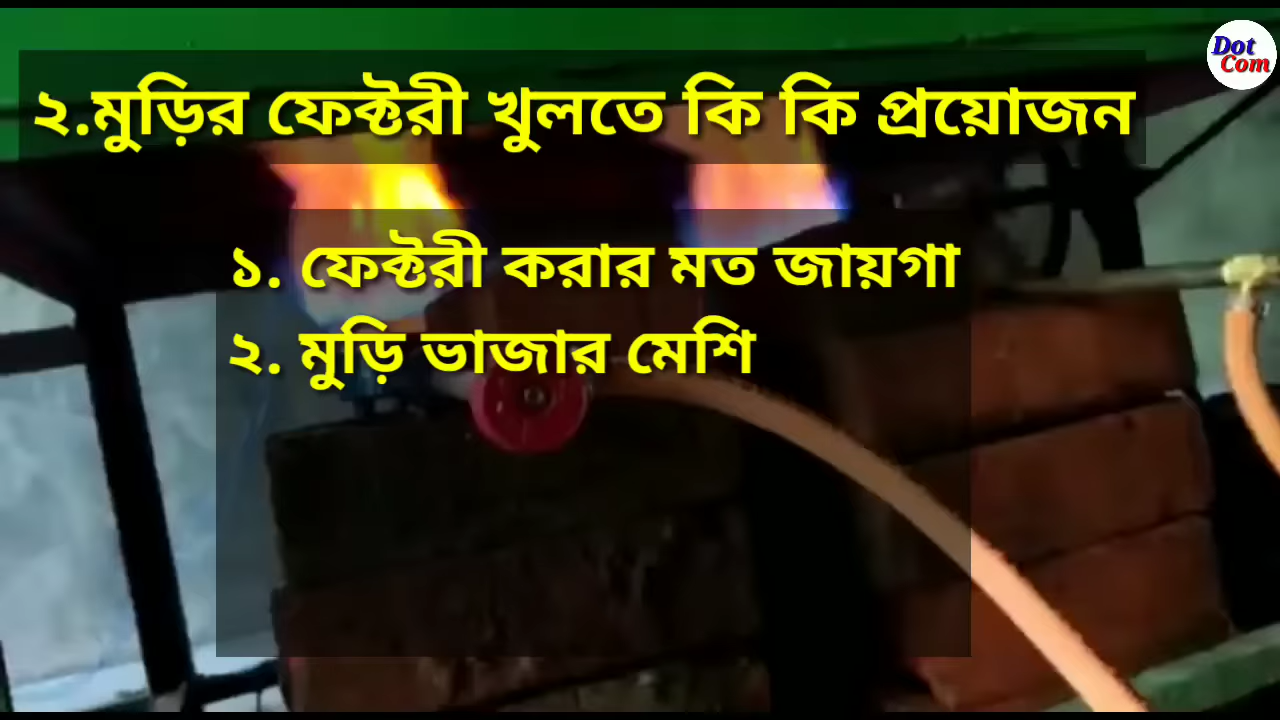 Dot
Com
২.মুড়ির ফেক্টরী খুলতে কি কি প্রয়োজন
১. ফেক্টরী করার মত জায়গা
২. মুড়ি ভাজার মেশি